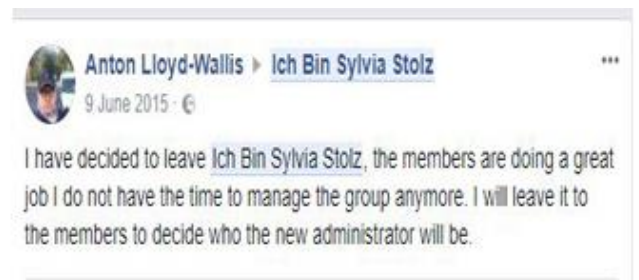 Anton Lloyd-Wallis ▸ Ich Bin Sylvia Stolz
9 June 2015 ·
I have decided to leave Ich Bin Sylvia Stolz, the members are doing a great
job I do not have the time to manage the group anymore. I will leave it to
the members to decide who the new administrator will be.